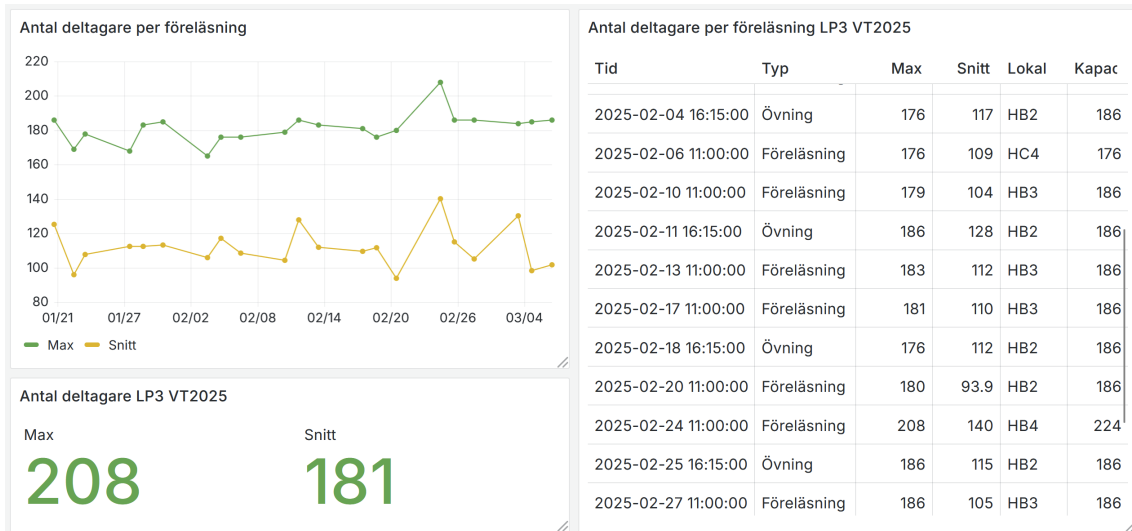 Antal deltagare per föreläsning
220
200
180
160
140
120
100
80
01/21 01/27 02/02 02/08 02/14 02/20 02/26 03/04
Max Snitt
Antal deltagare LP3 VT2025
Max Snitt
208 181
Antal deltagare per föreläsning LP3 VT2025
Tid Typ Max Snitt Lokal Kapac
2025-02-04 16:15:00 Övning 176 117 HB2 186
2025-02-06 11:00:00 Föreläsning 176 109 HC4 176
2025-02-10 11:00:00 Föreläsning 179 104 HB3 186
2025-02-11 16:15:00 Övning 186 128 HB2 186
2025-02-13 11:00:00 Föreläsning 183 112 HB3 186
2025-02-17 11:00:00 Föreläsning 181 110 HB3 186
2025-02-18 16:15:00 Övning 176 112 HB2 186
2025-02-20 11:00:00 Föreläsning 180 93.9 HB2 186
2025-02-24 11:00:00 Föreläsning 208 140 HB4 224
2025-02-25 16:15:00 Övning 186 115 HB2 186
2025-02-27 11:00:00 Föreläsning 186 105 HB3 186